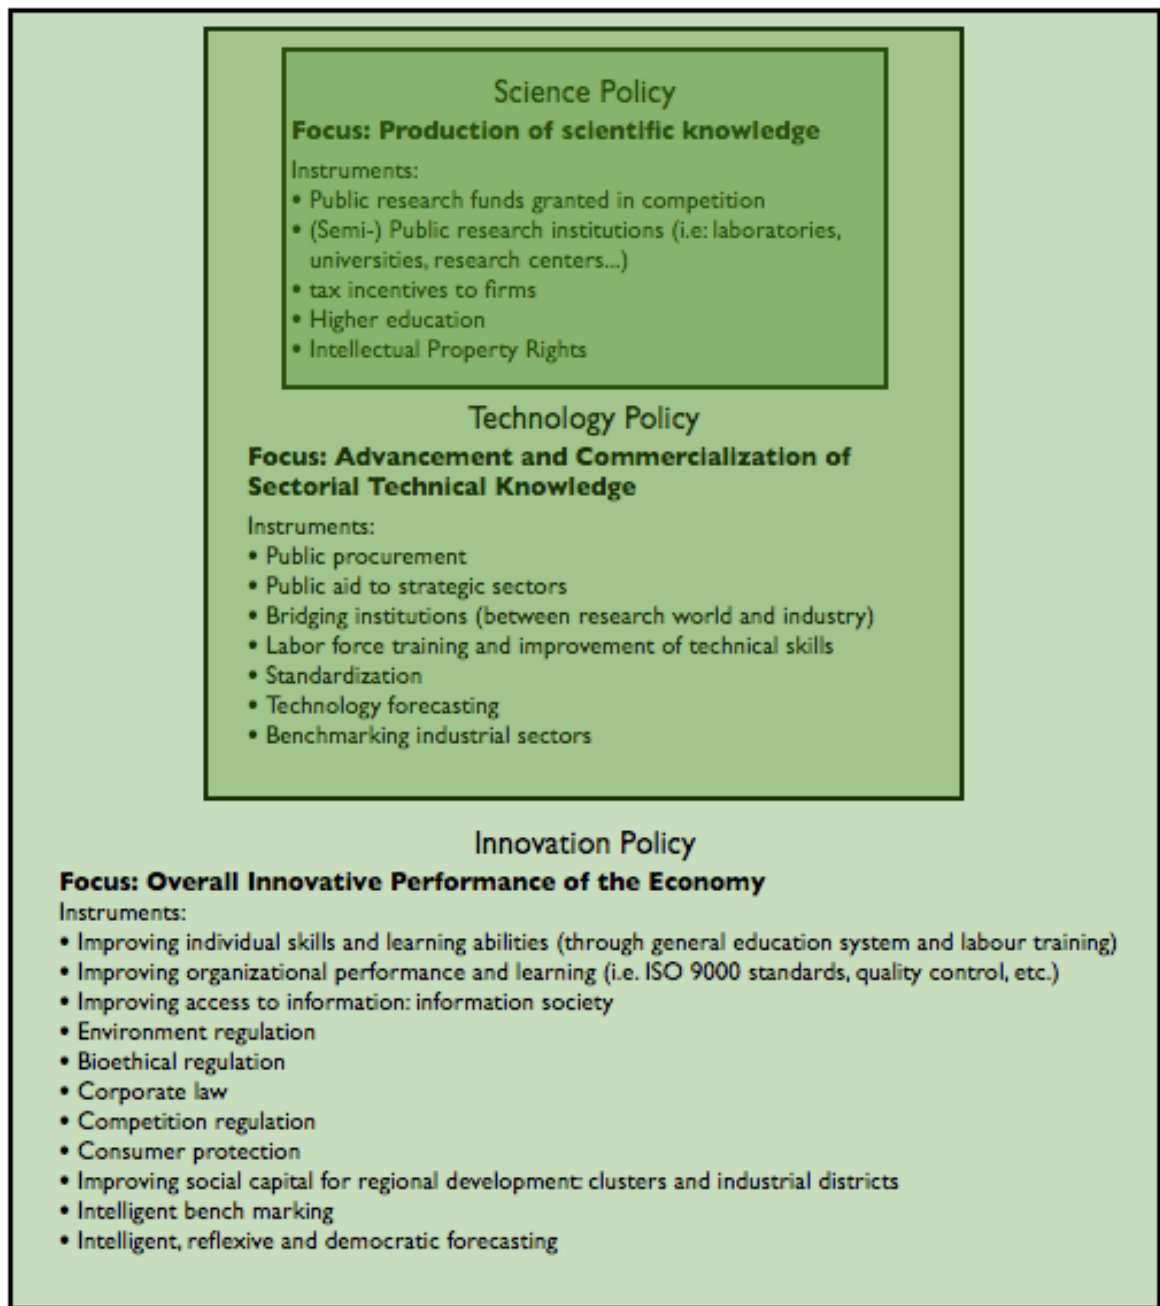 Science Policy
Focus: Production of scientific knowledge
Instruments:
• Public research funds granted in competition
• (Semi-) Public research institutions (i.e: laboratories,
universities, research centers...)
• tax incentives to firms
• Higher education
• Intellectual Property Rights
Technology Policy
Focus: Advancement and Commercialization of
Sectorial Technical Knowledge
Instruments:
• Public procurement
• Public aid to strategic sectors
• Bridging institutions (between research world and industry)
• Labor force training and improvement of technical skills
• Standardization
• Technology forecasting
• Benchmarking industrial sectors
Innovation Policy
Focus: Overall Innovative Performance of the Economy
Instruments:
• Improving individual skills and learning abilities (through general education system and labour training)
• Improving organizational performance and learning (i.e. ISO 9000 standards, quality control, etc.)
• Improving access to information: information society
• Environment regulation
• Bioethical regulation
• Corporate law
• Competition regulation
• Consumer protection
• Improving social capital for regional development: clusters and industrial districts
• Intelligent bench marking
• Intelligent, reflexive and democratic forecasting